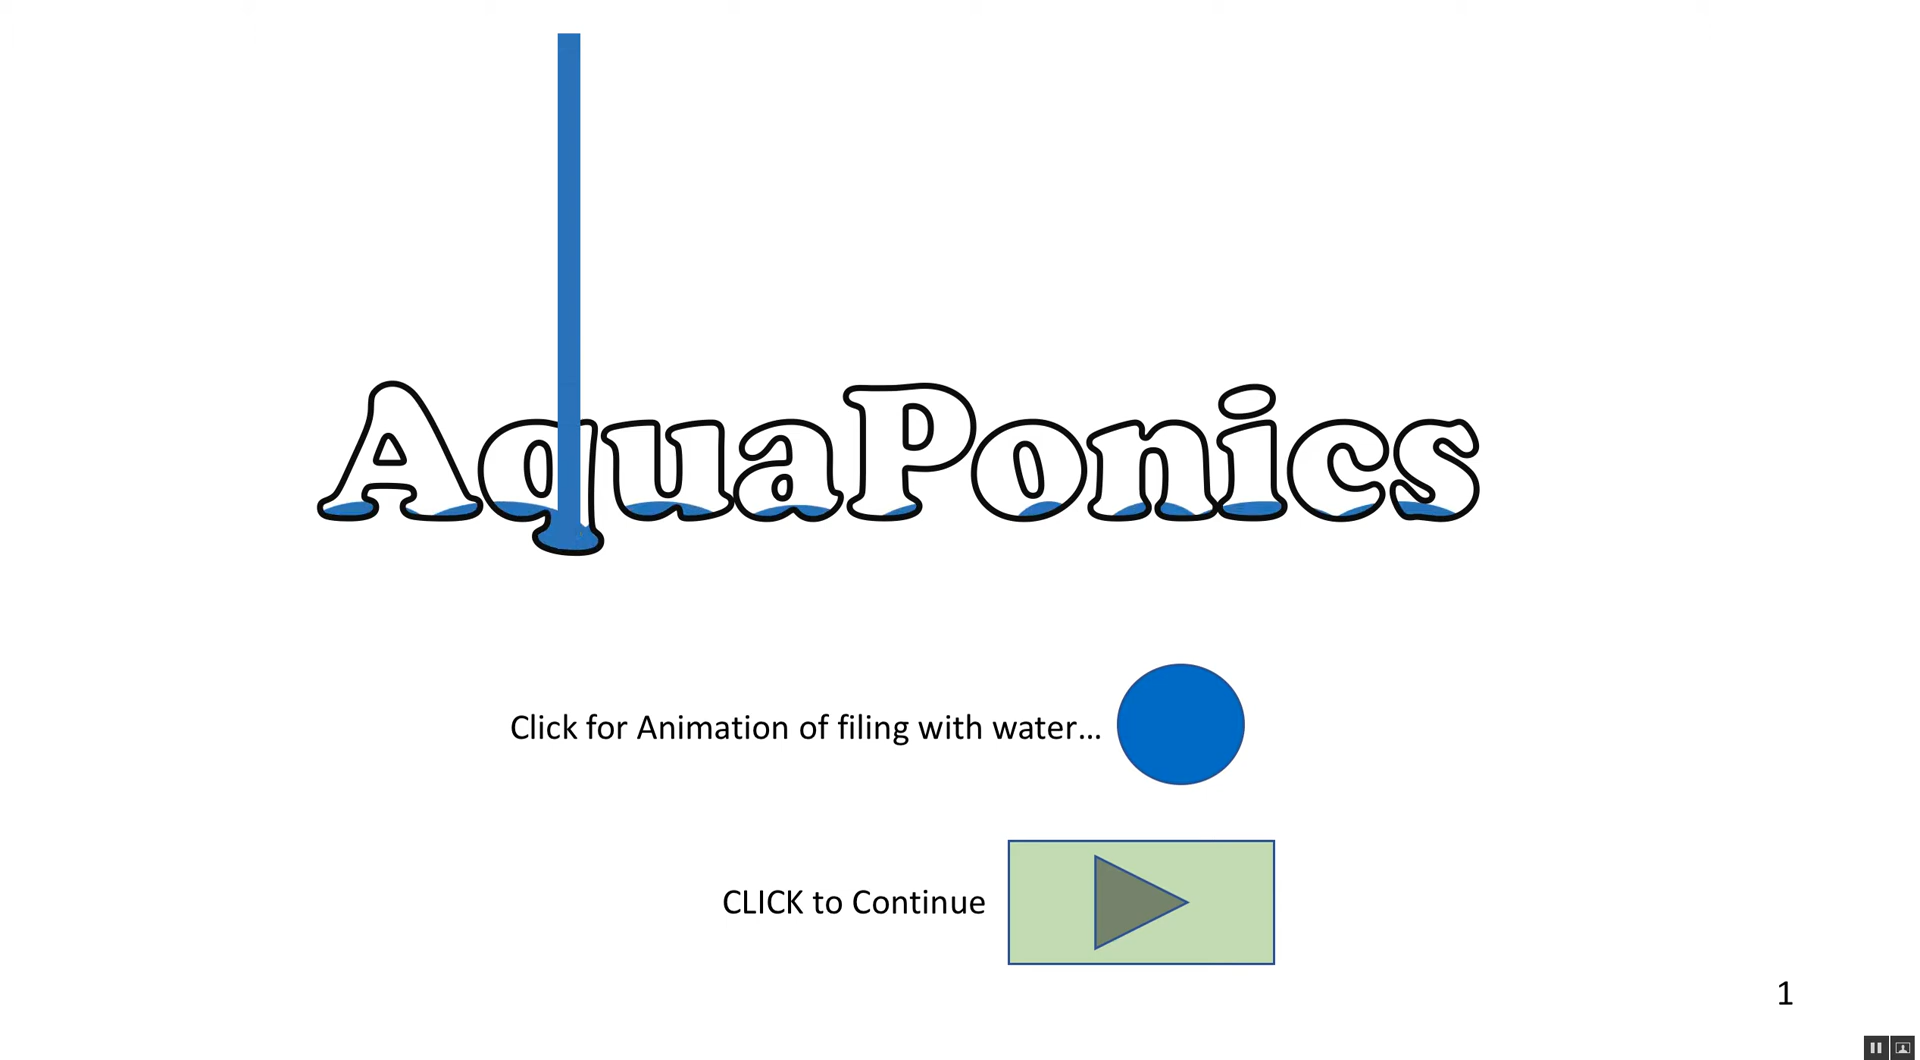 AquaPonics
Click for Animation of filing with water...
CLICK to Continue
1